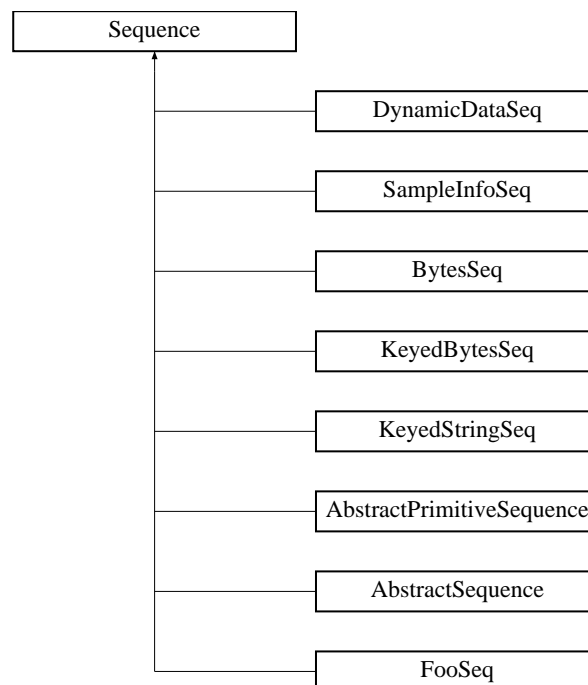 Sequence
DynamicDataSeq
SampleInfoSeq
BytesSeq
KeyedBytesSeq
KeyedStringSeq
AbstractPrimitiveSequence
AbstractSequence
FooSeq